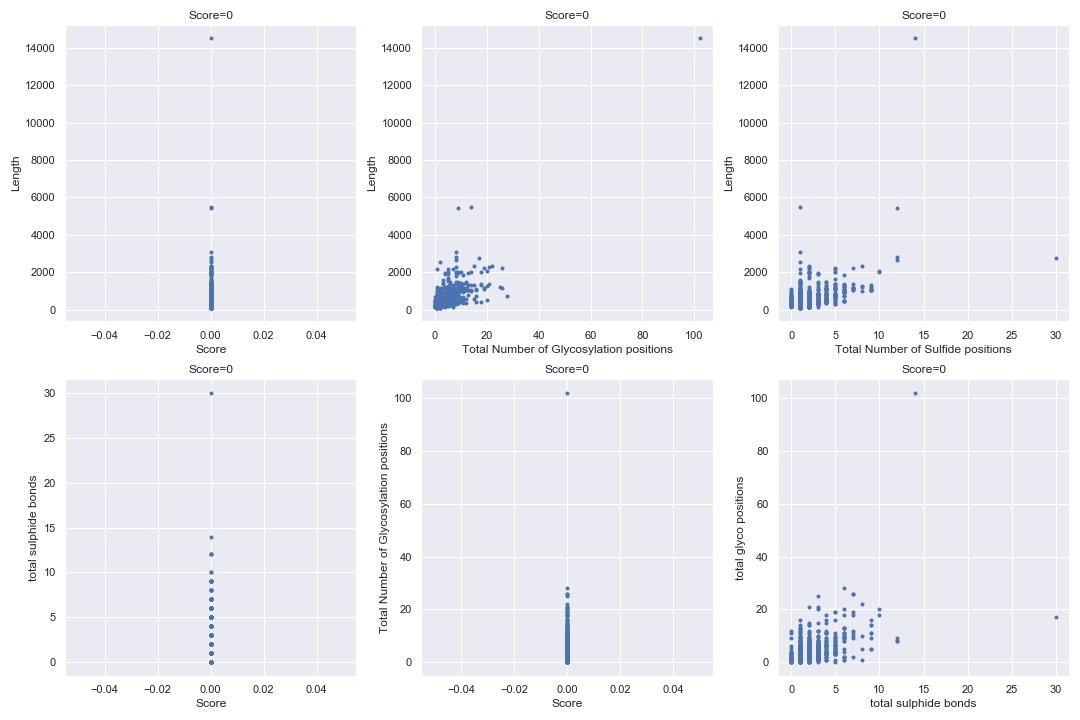 Score=0
14000
12000
10000
8000
6000
4000
2000
0
Length
−0.04 −0.02 0.00 0.02 0.04
Score
Score=0
14000
12000
10000
8000
6000
4000
2000
0
Length
0 20 40 60 80 100
Total Number of Glycosylation positions
Score=0
14000
12000
10000
8000
6000
4000
2000
0
Length
0 5 10 15 20 25 30
Total Number of Sulfide positions
Score=0
30
25
20
15
10
5
0
total sulphide bonds
−0.04 −0.02 0.00 0.02 0.04
Score
Score=0
100
80
60
40
20
0
Total Number of Glycosylation positions
−0.04 −0.02 0.00 0.02 0.04
Score
Score=0
100
80
60
40
20
0
total glyco positions
0 5 10 15 20 25 30
total sulphide bonds